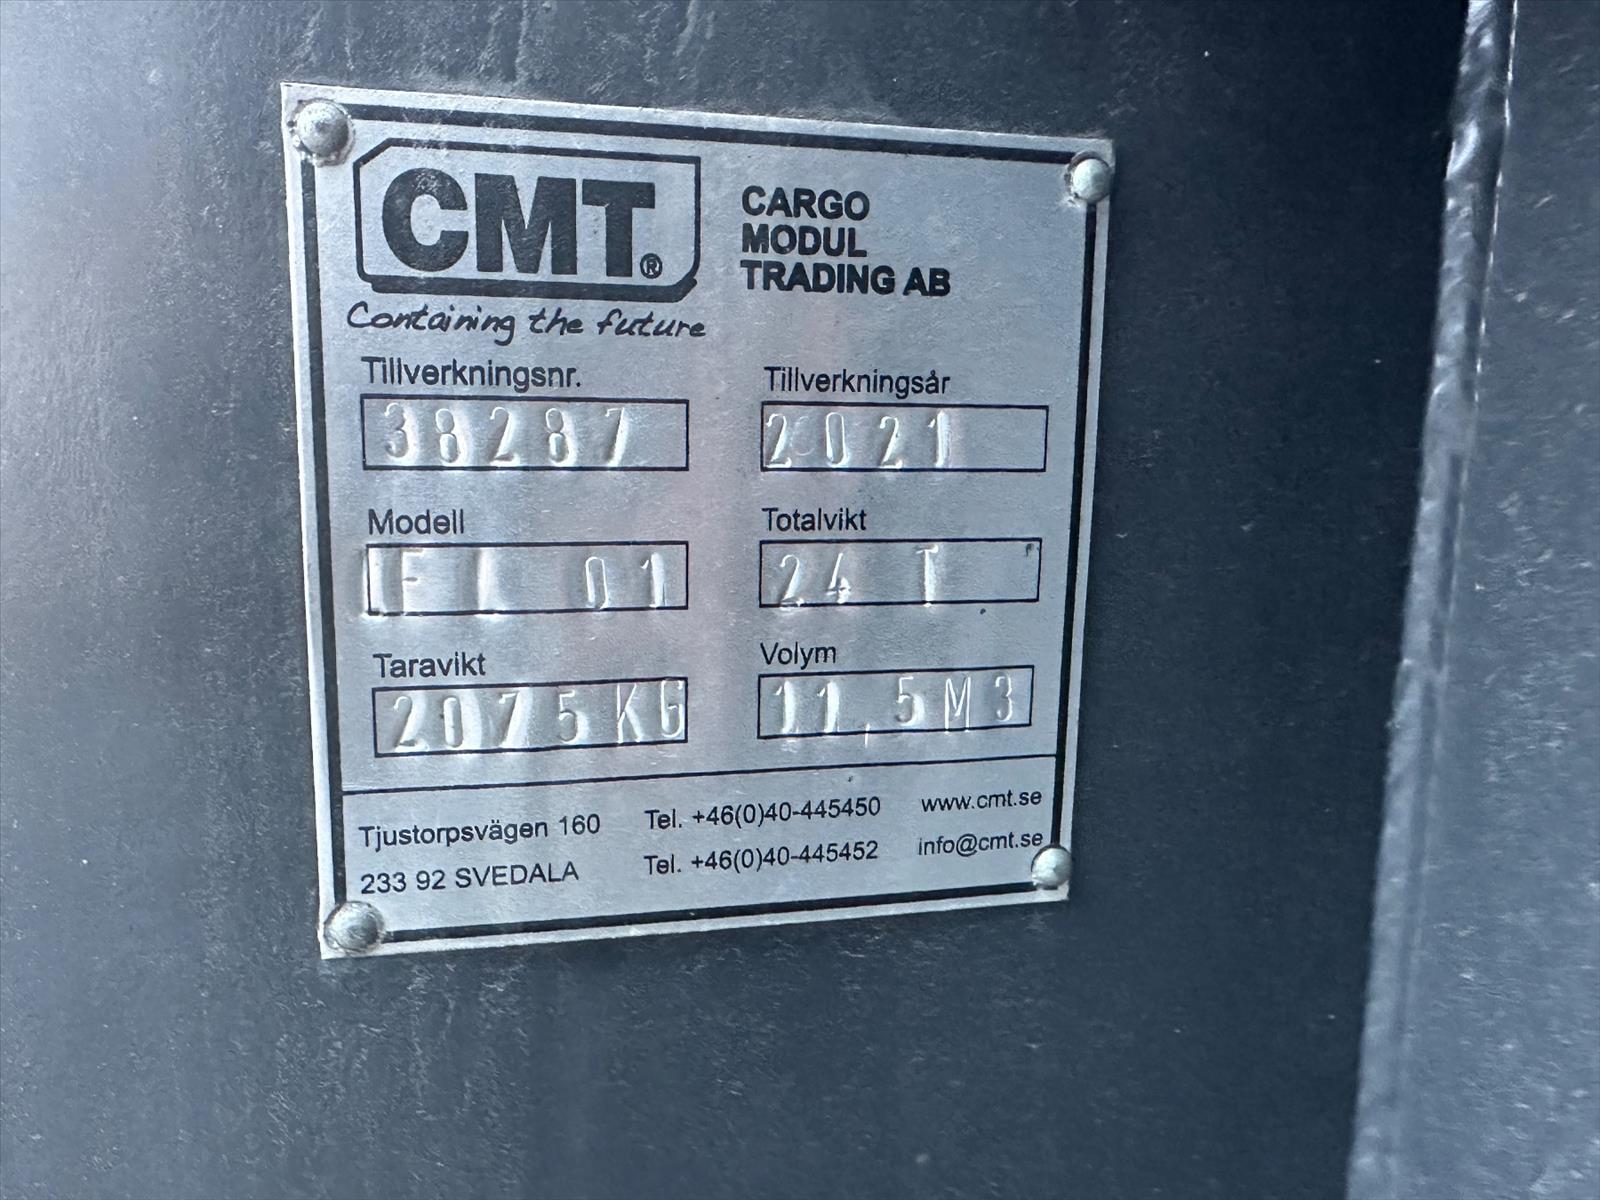 CMT®
CARGO
MODUL
TRADING AB
Containing the future
Tillverkningsnr.
38287
Tillverkningsår
2021
Modell
01
Totalvikt
24 T
Taravikt
2075KG
Volym
11,5M3
Tjustorpsvägen 160
233 92 SVEDALA
Tel. +46(0)40-445450
Tel. +46(0)40-445452
www.cmt.se
info@cmt.se